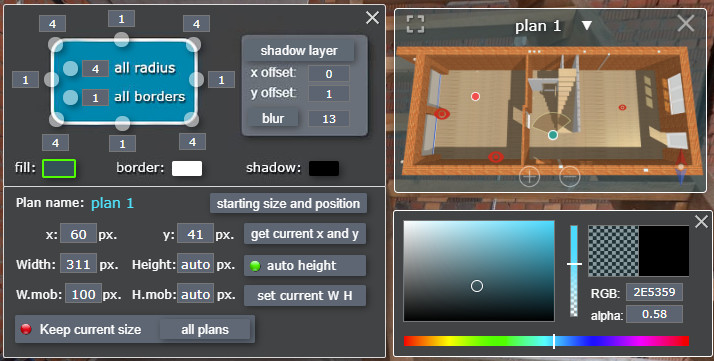 4 1 4
4 all radius
1 1
1 all borders
4 1 4
shadow layer
x offset: 0
y offset: 1
blur 13
fill: border: shadow:
Plan name: plan 1 starting size and position
x: 60 px. y: 41 px. get current x and y
Width: 311 px. Height: auto px. auto height
W.mob: 100 px. H.mob: auto px. set current W H
Keep current size all plans
plan 1 ▼
RGB: 2E5359
alpha: 0.58